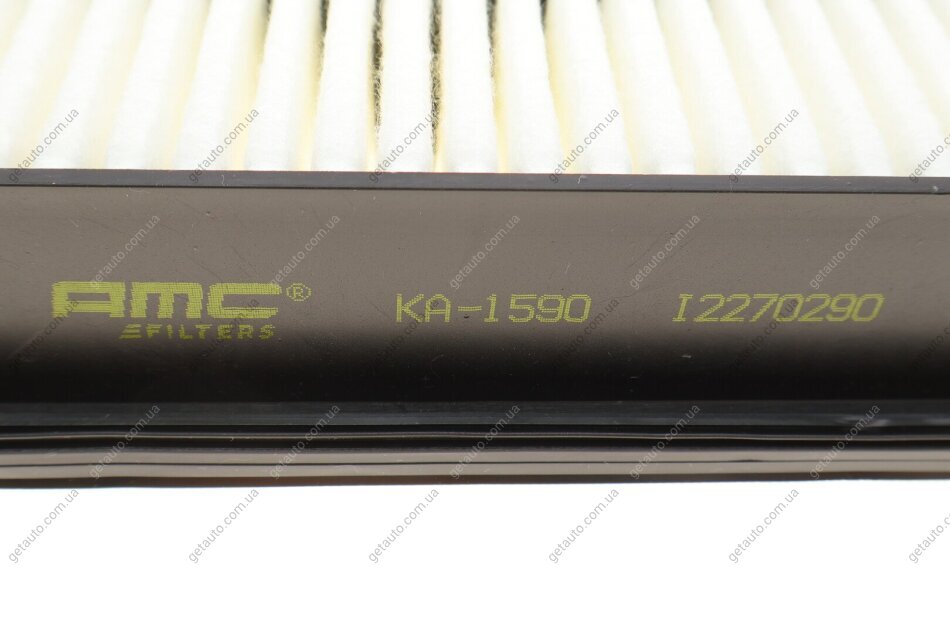 AMC® KA-1590 I2270290
FILTERS
getauto.com.ua